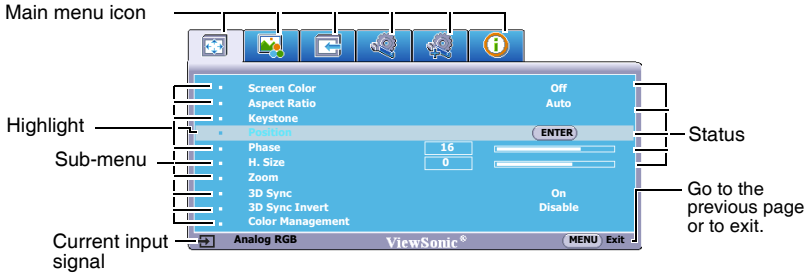 Main menu icon
Screen Color Off
Aspect Ratio Auto
Keystone
Highlight
Position ENTER
Status
Phase 16
Sub-menu
H. Size 0
Zoom
3D Sync On
3D Sync Invert Disable
Color Management
Go to the
previous page
or to exit.
Current input
signal
Analog RGB ViewSonic® MENU Exit